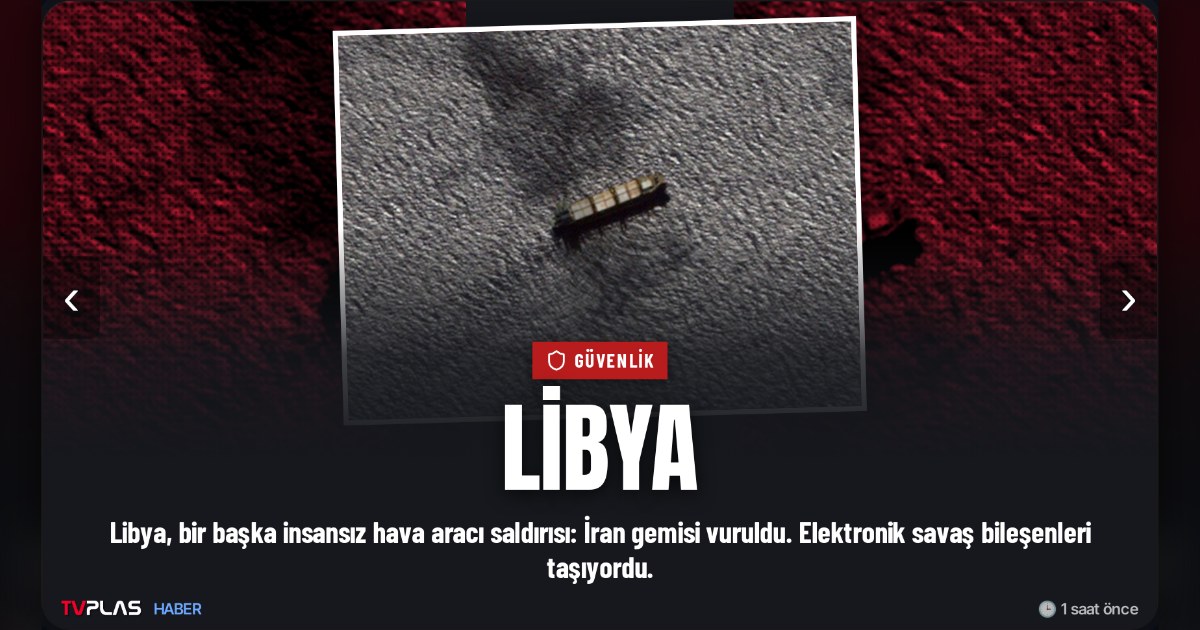 GÜVENLİK
LİBYA
Libya, bir başka insansız hava aracı saldırısı: İran gemisi vuruldu. Elektronik savaş bileşenleri
taşıyordu.
TVPLAS HABER
1 saat önce